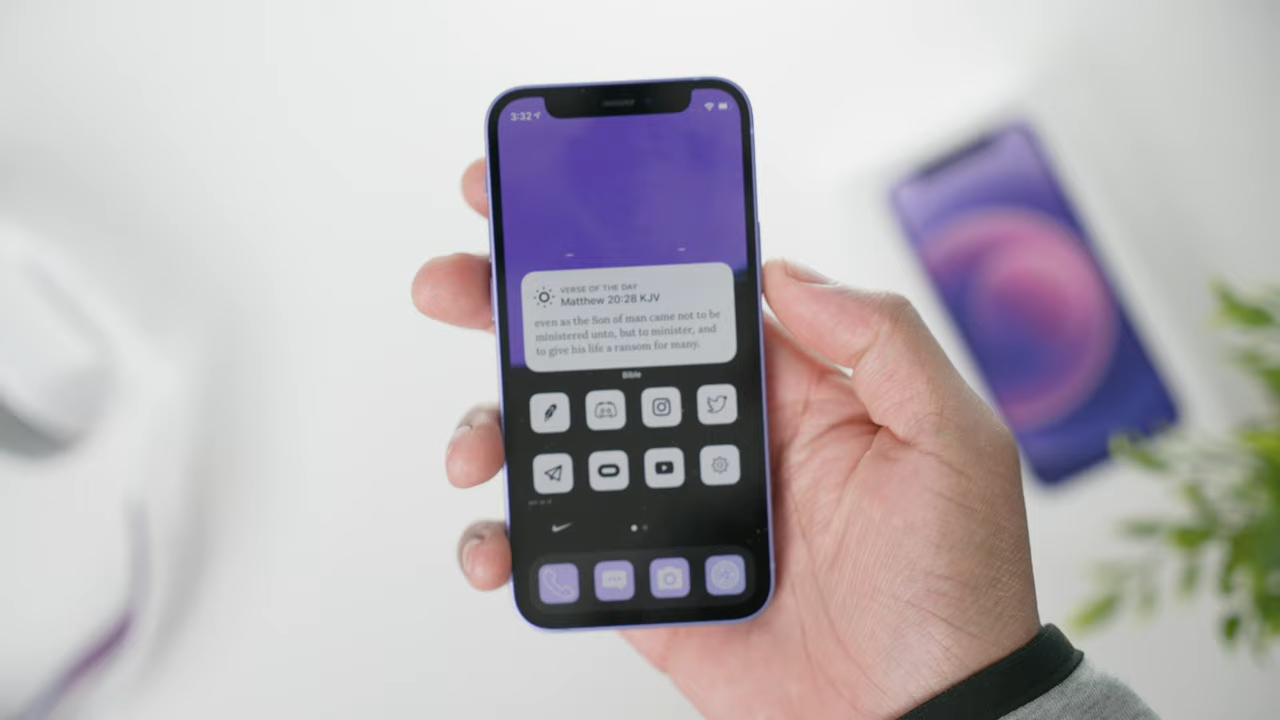 3:32
VERSE OF THE DAY
Matthew 20:28 KJV
even as the Son of man came not to be
ministered unto, but to minister, and
to give his life a ransom for many.
Bible